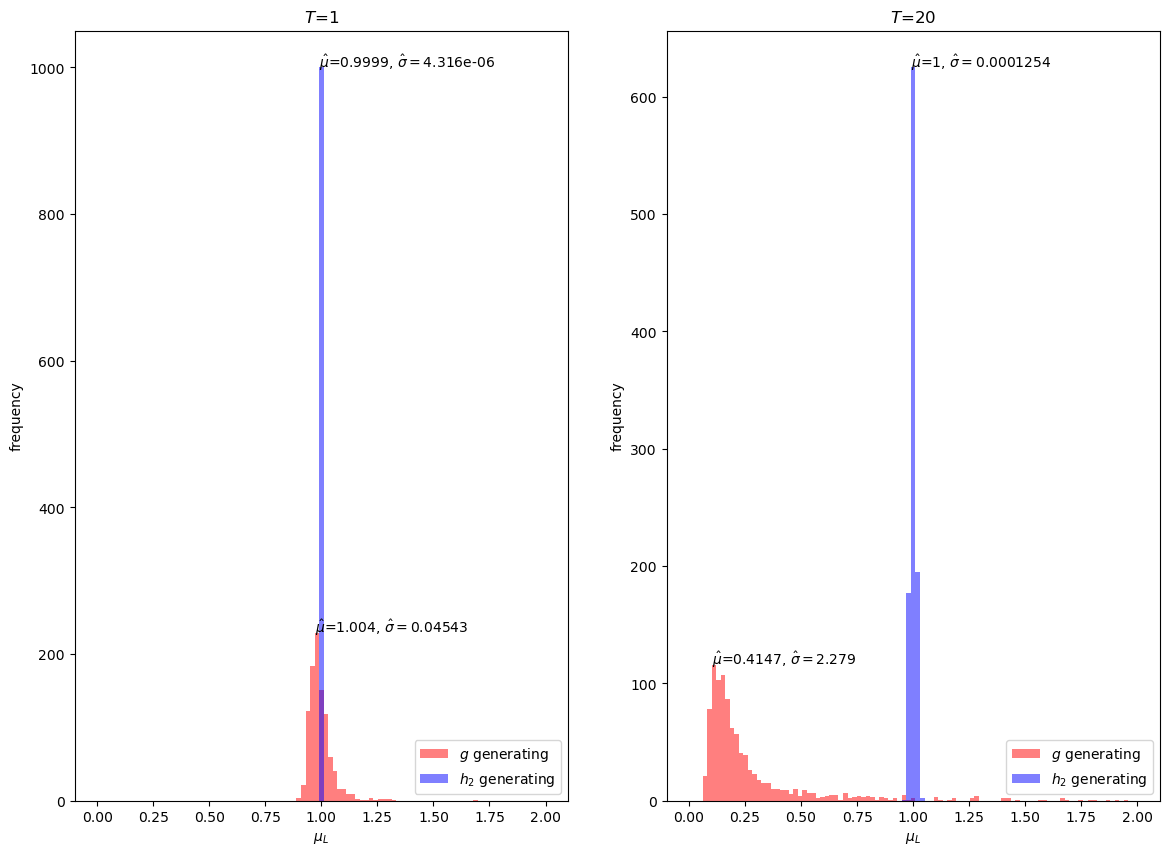 T=1
1000
800
600
400
200
0
frequency
μ̂=0.9999, σ̂ = 4.316e-06
μ̂=1.004, σ̂ = 0.04543
g generating
h₂ generating
0.00 0.25 0.50 0.75 1.00 1.25 1.50 1.75 2.00
μ_L
T=20
600
500
400
300
200
100
0
frequency
μ̂=1, σ̂ = 0.0001254
μ̂=0.4147, σ̂ = 2.279
g generating
h₂ generating
0.00 0.25 0.50 0.75 1.00 1.25 1.50 1.75 2.00
μ_L